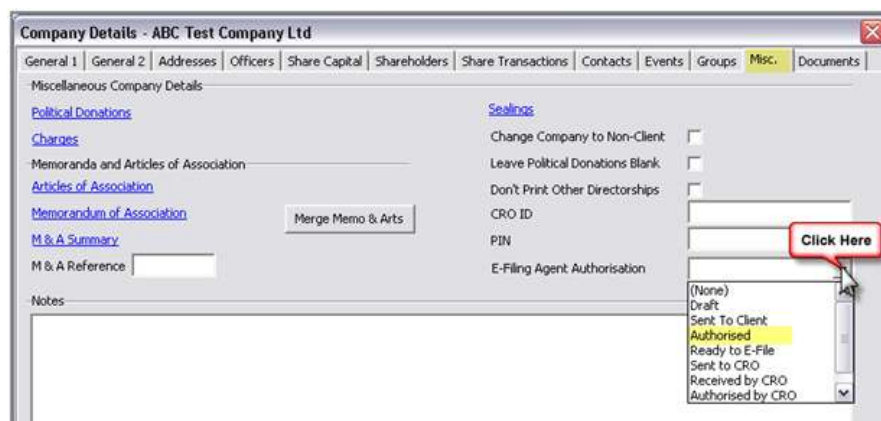 Company Details - ABC Test Company Ltd
General 1 General 2 Addresses Officers Share Capital Shareholders Share Transactions Contacts Events Groups Misc. Documents
Miscellaneous Company Details
Political Donations
Charges
Memoranda and Articles of Association
Articles of Association
Memorandum of Association
M & A Summary
M & A Reference
Merge Memo & Arts
Sealings
Change Company to Non-Client
Leave Political Donations Blank
Don't Print Other Directorships
CRO ID
PIN
E-Filing Agent Authorisation
Click Here
(None)
Draft
Sent To Client
Authorised
Ready to E-File
Sent to CRO
Received by CRO
Authorised by CRO
Notes